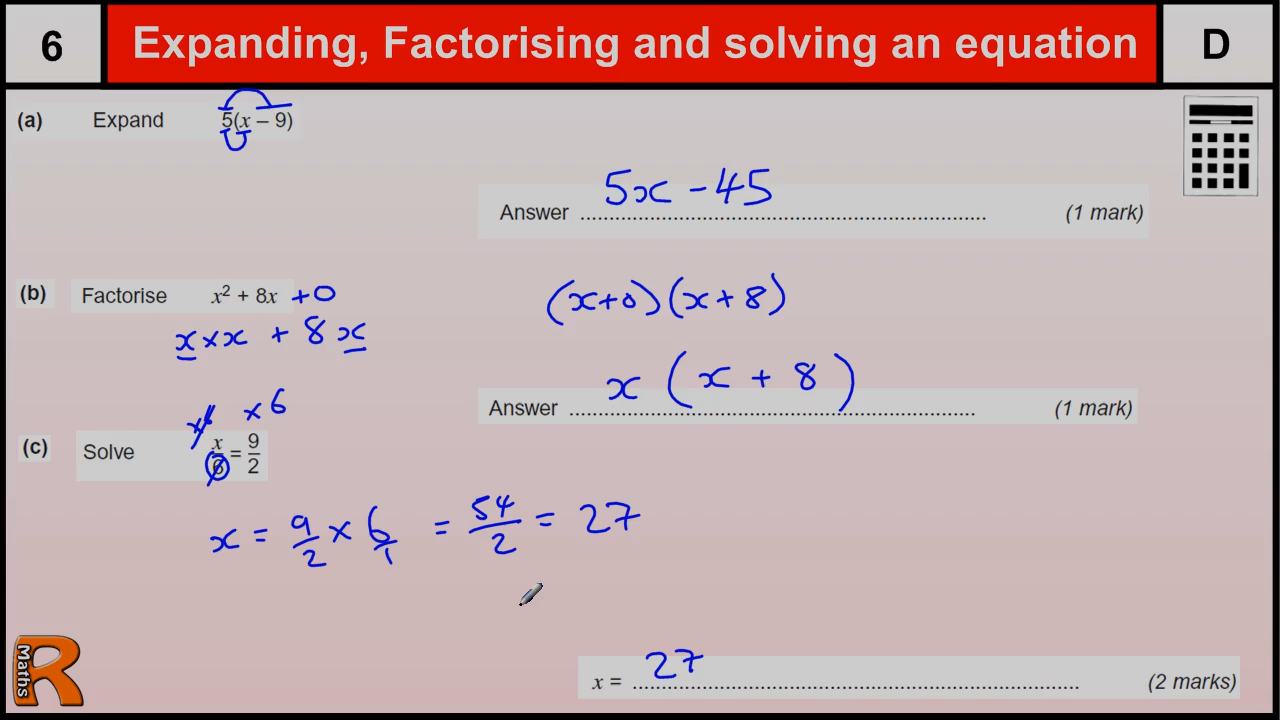 6 Expanding, Factorising and solving an equation D
(a) Expand 5(x – 9)
5x - 45
Answer ........................................................................ (1 mark)
(b) Factorise x² + 8x +0
(x+0)(x+8)
x × x + 8x
x (x + 8)
Answer ........................................................................ (1 mark)
×6 ×6
(c) Solve x/6 = 9/2
x = 9/2 × 6/1 = 54/2 = 27
27
x = ................................................................................ (2 marks)
R Maths